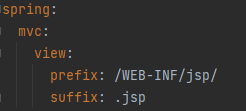 spring:
  mvc:
    view:
      prefix: /WEB-INF/jsp/
      suffix: .jsp